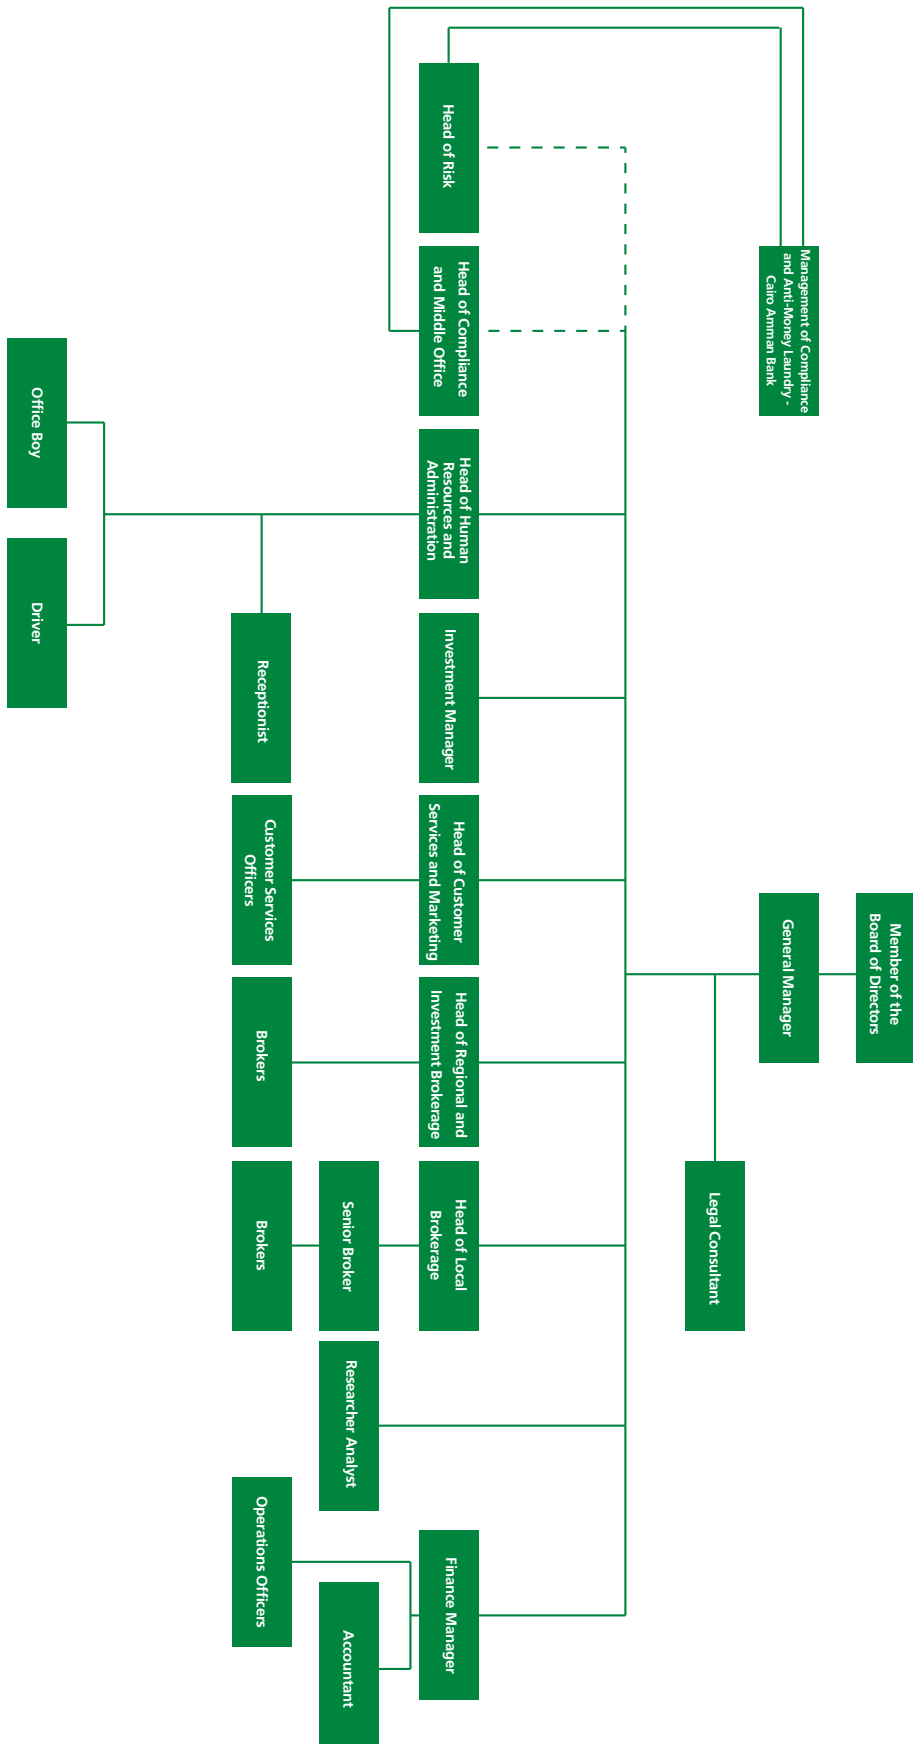 Member of the
Board of Directors
General Manager
Management of Compliance
and Anti-Money Laundry -
Cairo Amman Bank
Legal Consultant
Head of Risk
Head of Compliance
and Middle Office
Head of Human
Resources and
Administration
Investment Manager
Head of Customer
Services and Marketing
Head of Regional and
Investment Brokerage
Head of Local
Brokerage
Finance Manager
Senior Broker
Researcher Analyst
Accountant
Receptionist
Customer Services
Officers
Brokers
Brokers
Operations Officers
Office Boy
Driver